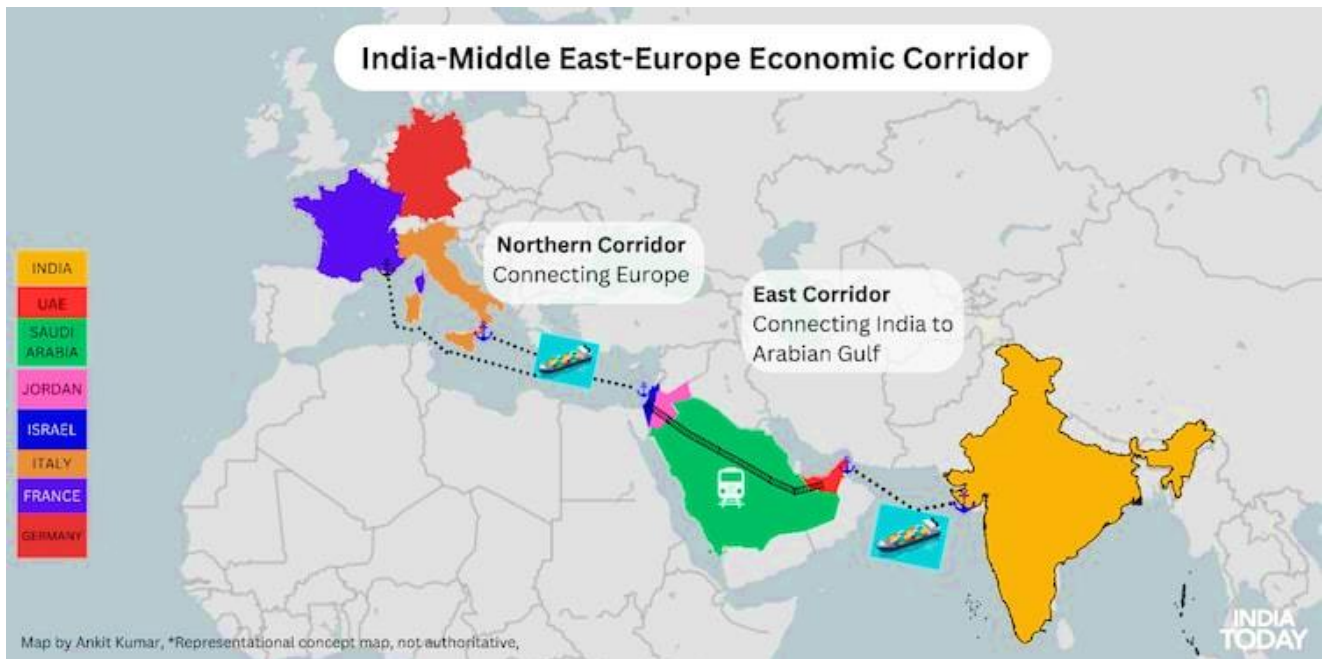 India-Middle East-Europe Economic Corridor
Northern Corridor
Connecting Europe
East Corridor
Connecting India to
Arabian Gulf
INDIA
UAE
SAUDI
ARABIA
JORDAN
ISRAEL
ITALY
FRANCE
GERMANY
Map by Ankit Kumar, *Representational concept map, not authoritative,
INDIA
TODAY